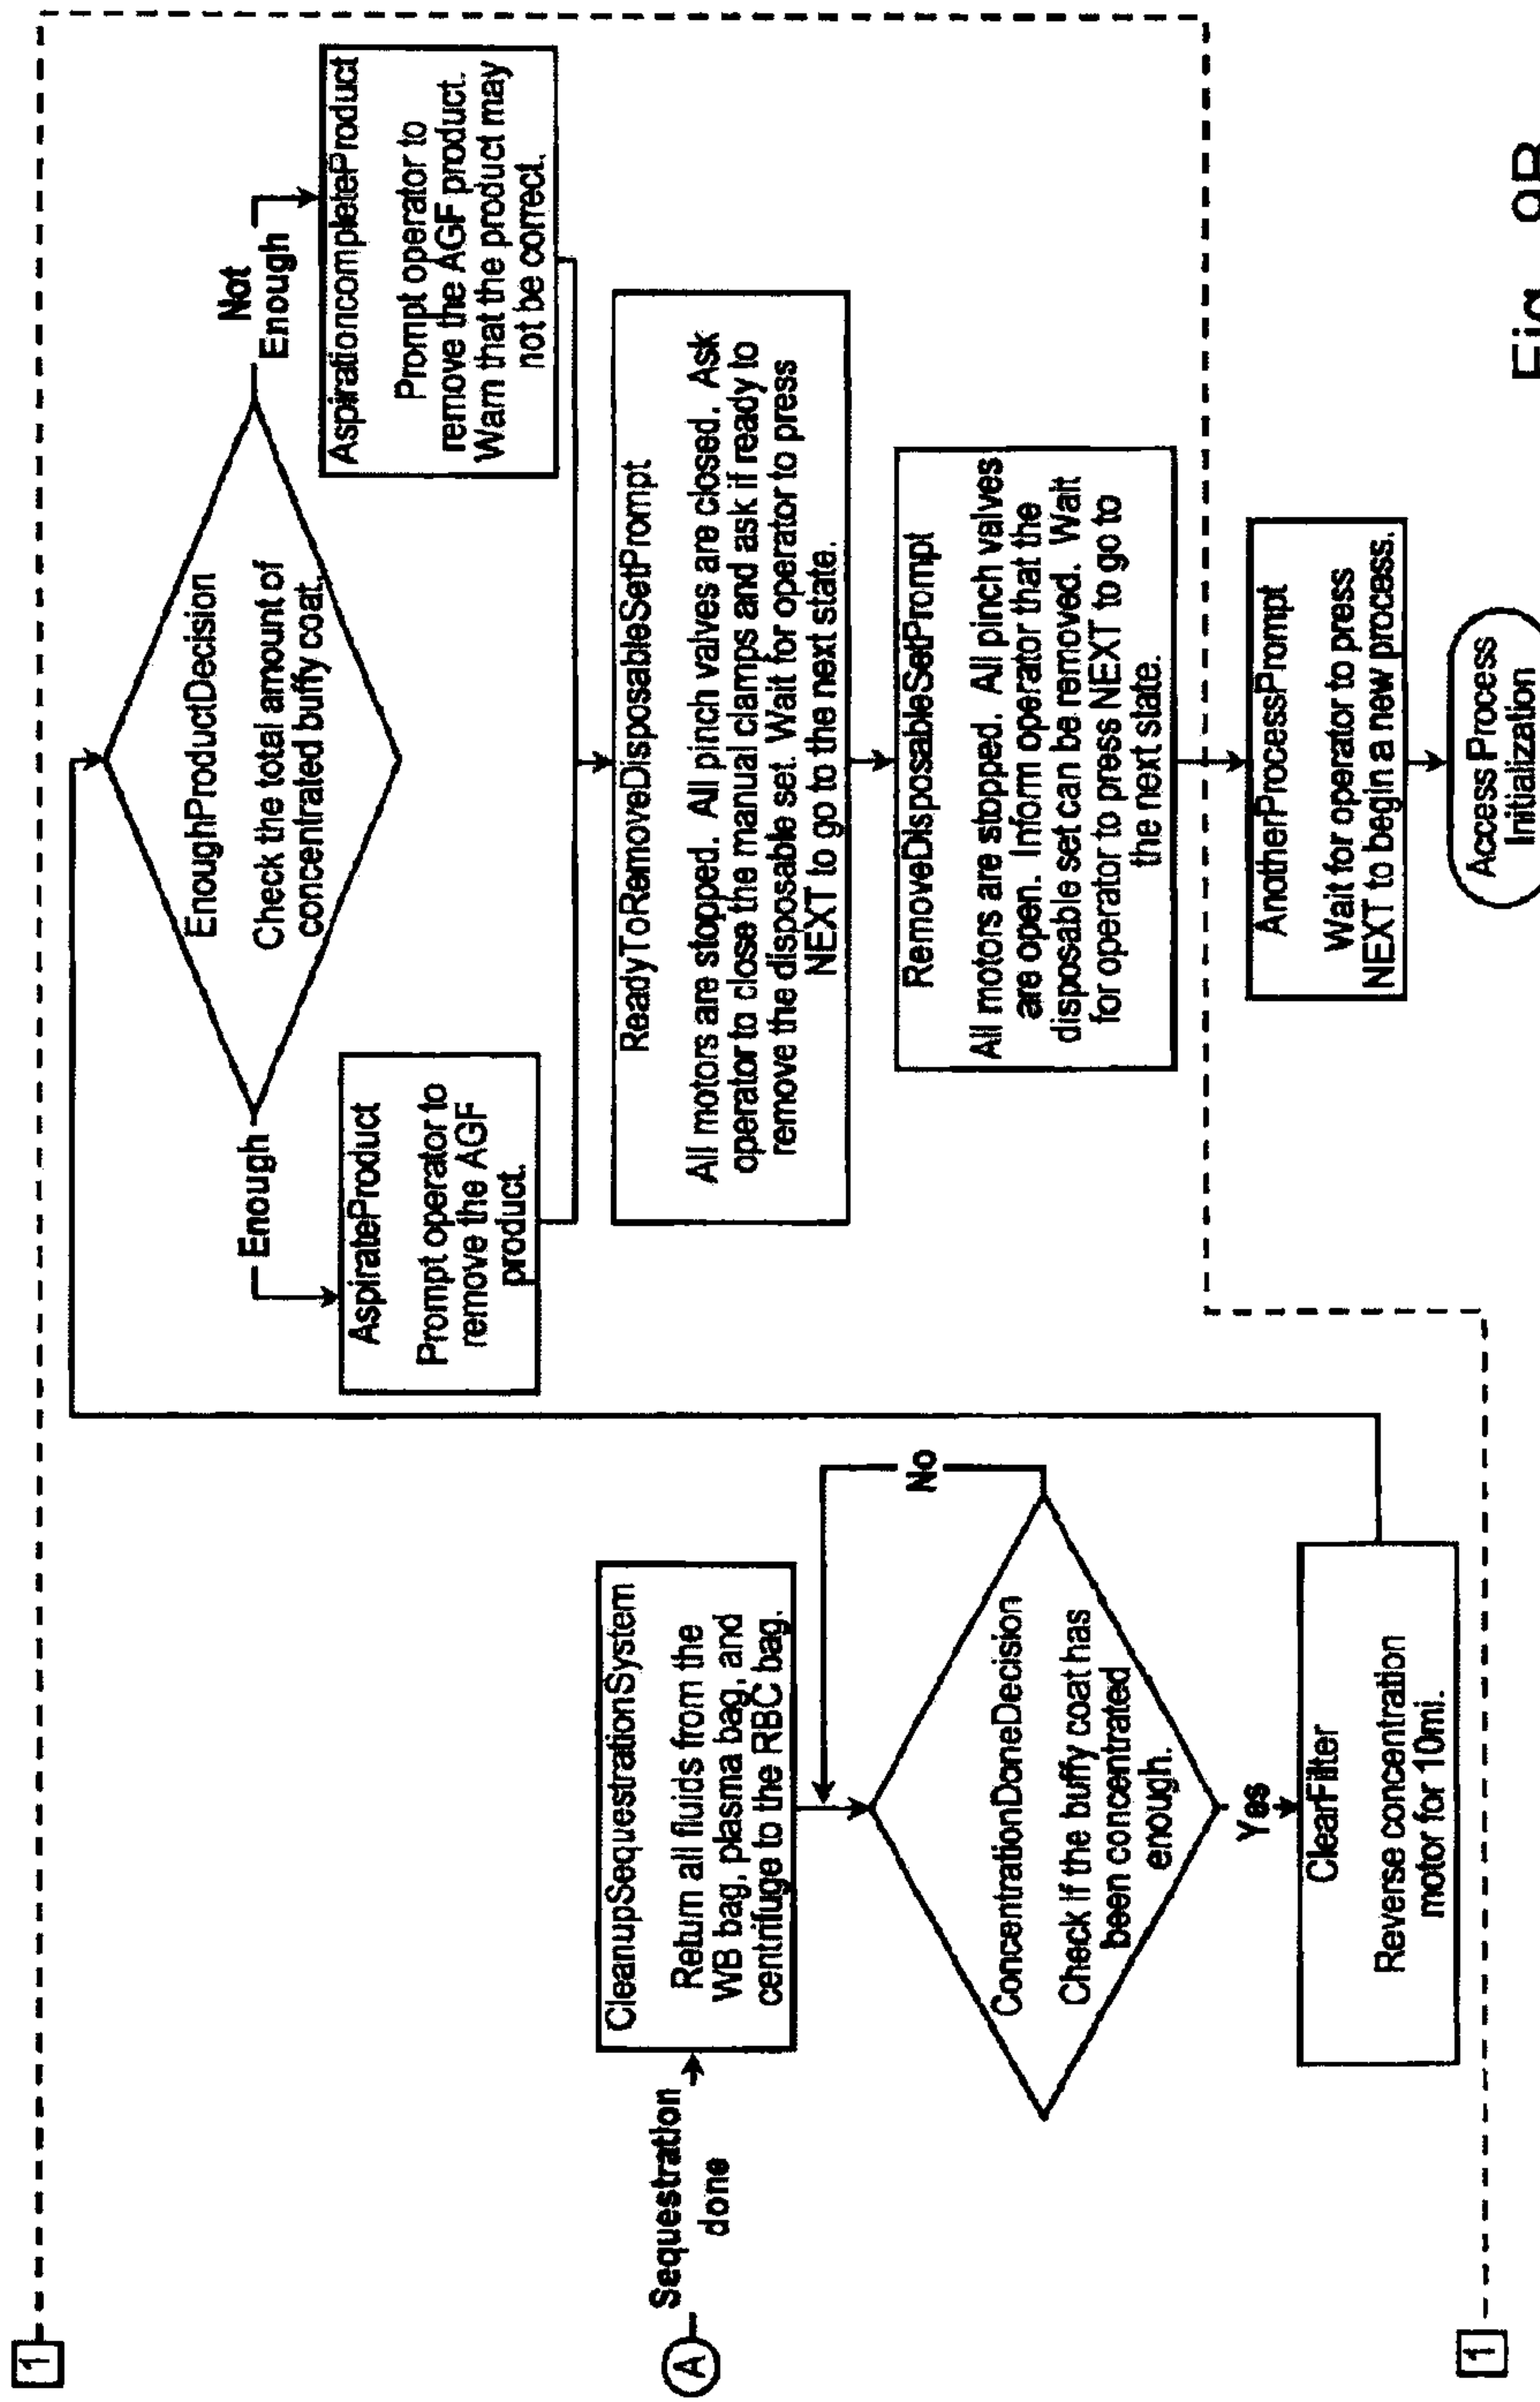 1
A
Sequestration
done
CleanupSequestrationSystem
Return all fluids from the
WB bag, plasma bag, and
centrifuge to the RBC bag.
ConcentrationDoneDecision
Check if the buffy coat has
been concentrated
enough.
No
Yes
ClearFilter
Reverse concentration
motor for 10ml.
1
EnoughProductDecision
Check the total amount of
concentrated buffy coat.
Enough
Not
Enough
AspirateProduct
Prompt operator to
remove the AGF
product.
AspirationcompleteProduct
Prompt operator to
remove the AGF product.
Warn that the product may
not be correct.
ReadyToRemoveDisposableSetPrompt
All motors are stopped. All pinch valves are closed. Ask
operator to close the manual clamps and ask if ready to
remove the disposable set. Wait for operator to press
NEXT to go to the next state.
RemoveDisposableSetPrompt
All motors are stopped. All pinch valves
are open. Inform operator that the
disposable set can be removed. Wait
for operator to press NEXT to go to
the next state.
AnotherProcessPrompt
Wait for operator to press
NEXT to begin a new process.
Access Process
Initialization
Fig. 9B